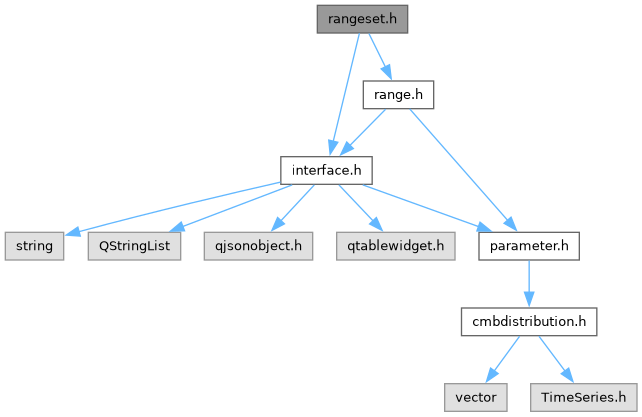 rangeset.h
range.h
interface.h
string
QStringList
qjsonobject.h
qtablewidget.h
parameter.h
cmbdistribution.h
vector
TimeSeries.h